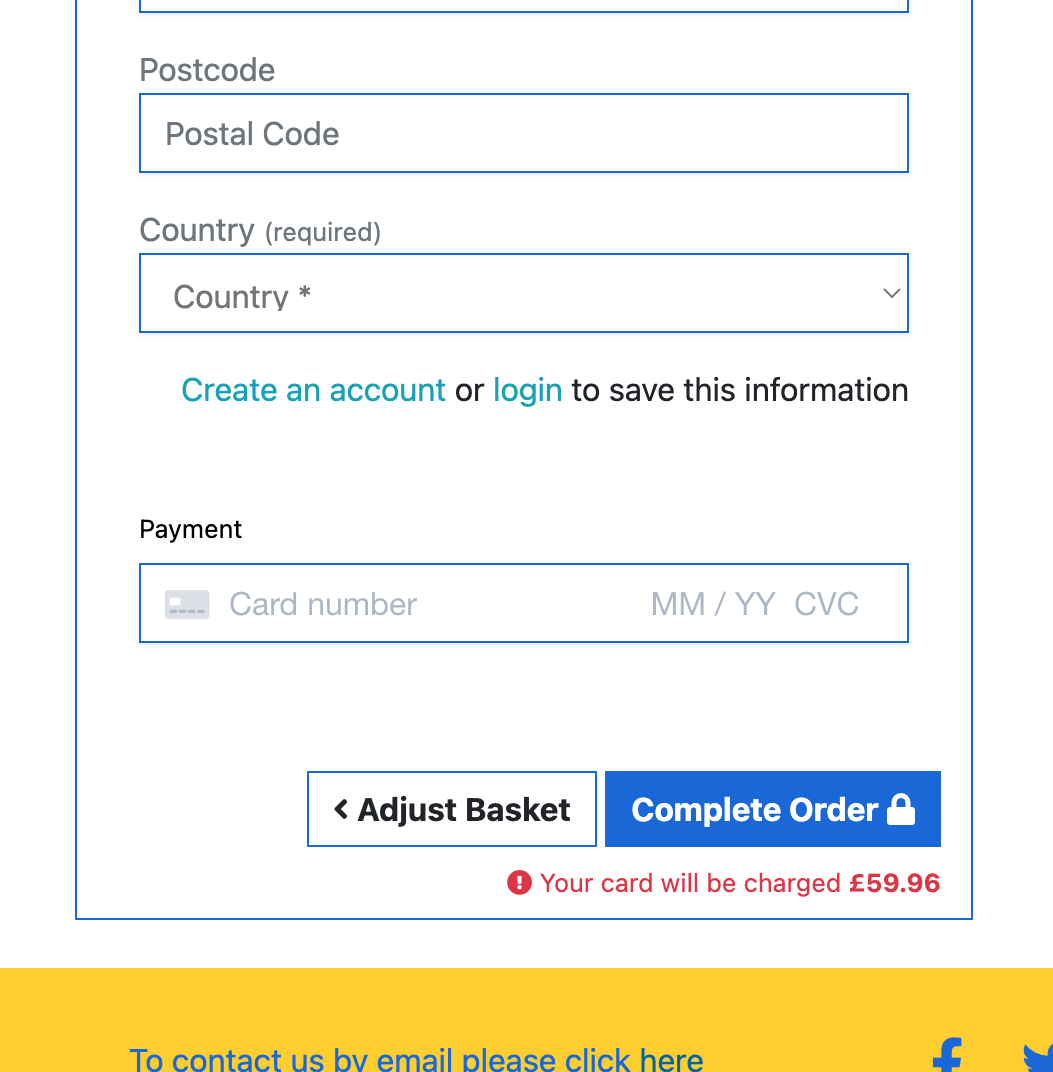 Postcode
Postal Code
Country (required)
Country *
Create an account or login to save this information
Payment
Card number MM / YY CVC
Adjust Basket
Complete Order
Your card will be charged £59.96
To contact us by email please click here